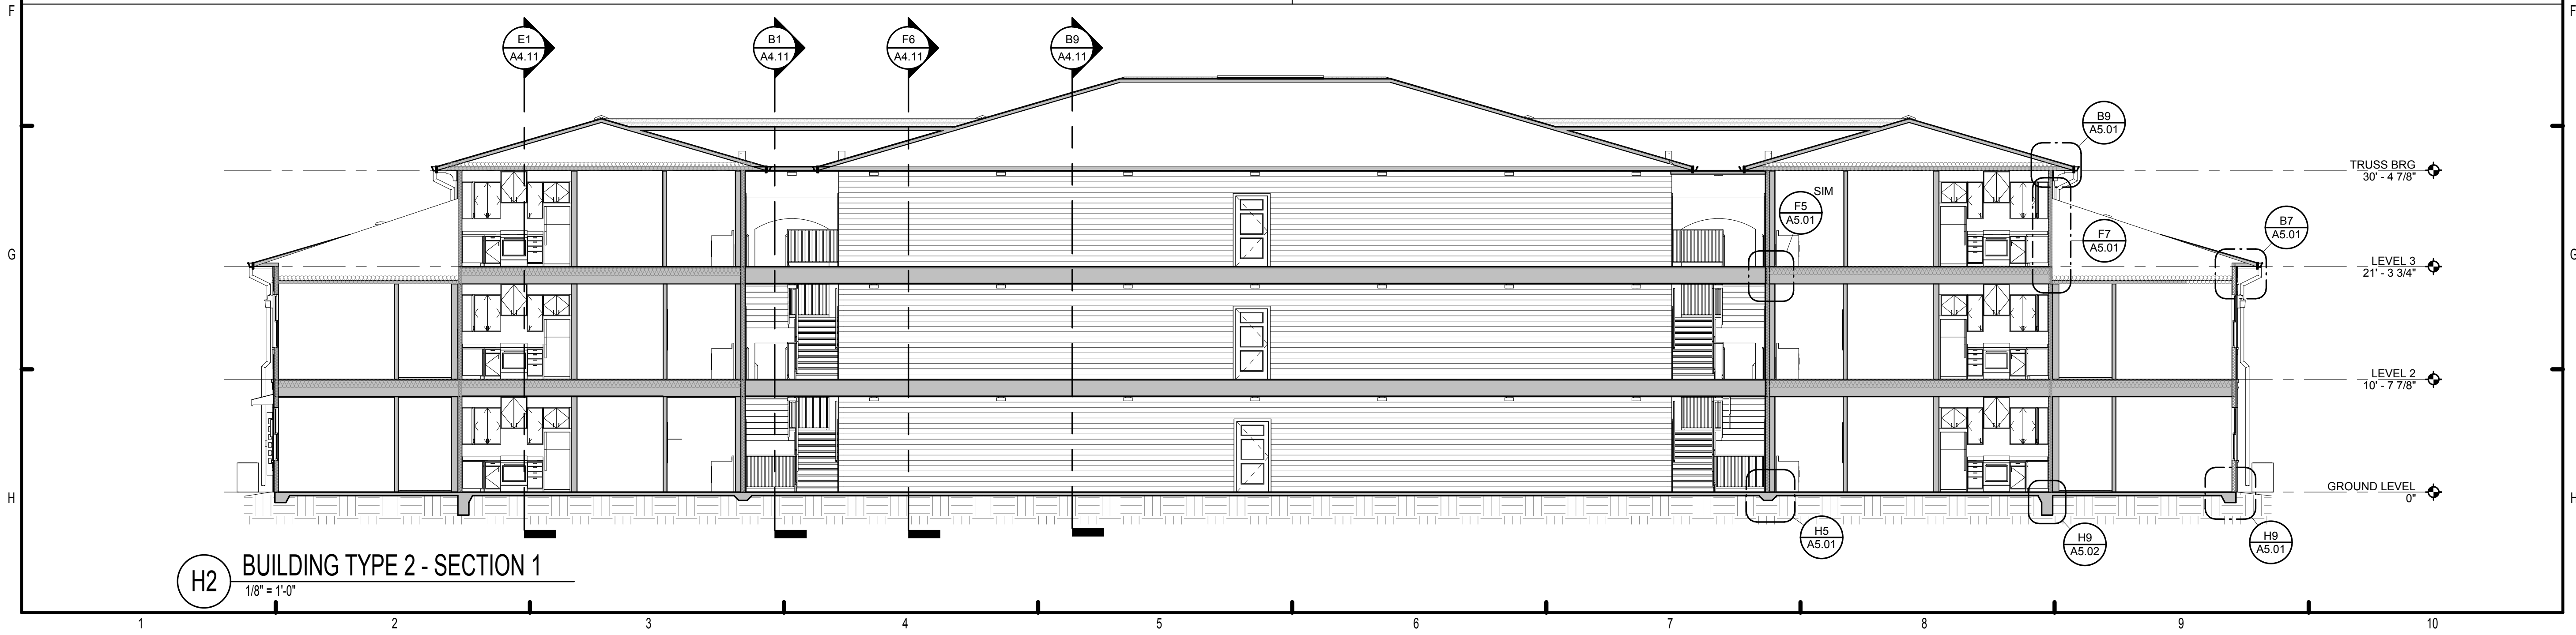 F
F
E1
A4.11
B1
A4.11
F6
A4.11
B9
A4.11
B9
A5.01
TRUSS BRG
30' - 4 7/8"
SIM
F5
A5.01
F7
A5.01
B7
A5.01
G
G
LEVEL 3
21' - 3 3/4"
LEVEL 2
10' - 7 7/8"
GROUND LEVEL
0"
H
H
H5
A5.01
H9
A5.02
H9
A5.01
H2
BUILDING TYPE 2 - SECTION 1
1/8" = 1'-0"
1 2 3 4 5 6 7 8 9 10